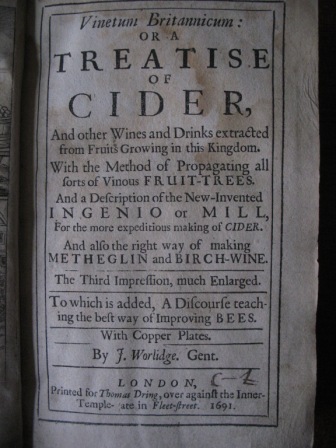 Vinetum Britannicum:
OR A
TREATISE
OF
CIDER,
And other Wines and Drinks extracted
from Fruits Growing in this Kingdom.
With the Method of Propagating all
sorts of Vinous FRUIT-TREES.
And a Description of the New-Invented
INGENIO or MILL,
For the more expeditious making of CIDER.
And also the right way of making
METHEGLIN and BIRCH-WINE.
The Third Impression, much Enlarged.
To which is added, A Discourse teach-
ing the best way of Improving BEES.
With Copper Plates.
By J. Worlidge. Gent.
LONDON,
Printed for Thomas Dring, over against the Inner-
Temple- ate in Fleet-street. 1691.